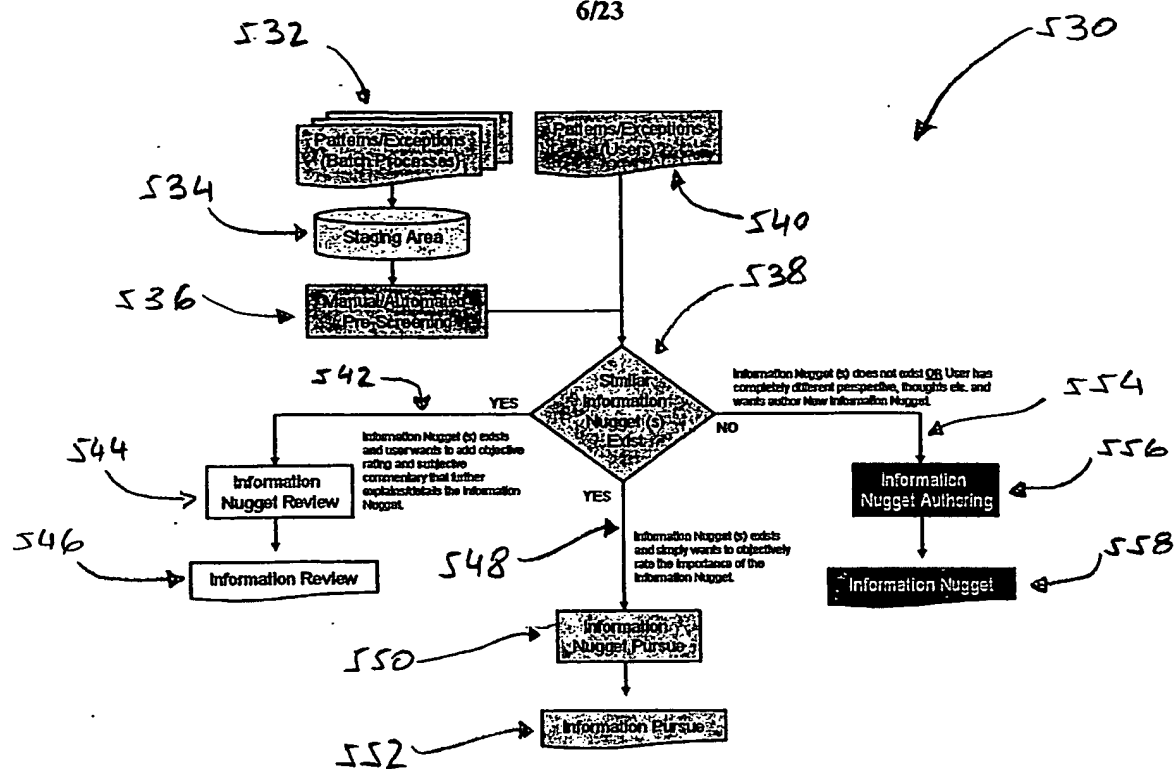 6/23
532
530
Patterns/Exceptions
(Batch Processes)
Patterns/Exceptions
(Users)
534
Staging Area
540
536
Manual/Automated
Pre-Screening
538
Similar
Information
Nugget (s)
Exist ?
542
YES
Information Nugget (s) does not exist OR User has
completely different perspective, thoughts etc. and
wants author New Information Nugget.
NO
554
Information Nugget (s) exists
and user wants to add objective
rating and subjective
commentary that further
explains/details the Information
Nugget.
544
Information
Nugget Review
YES
556
Information
Nugget Authoring
546
Information Review
548
Information Nugget (s) exists
and simply wants to objectively
rate the importance of the
Information Nugget.
558
Information Nugget
550
Information
Nugget Pursue
552
Information Pursue